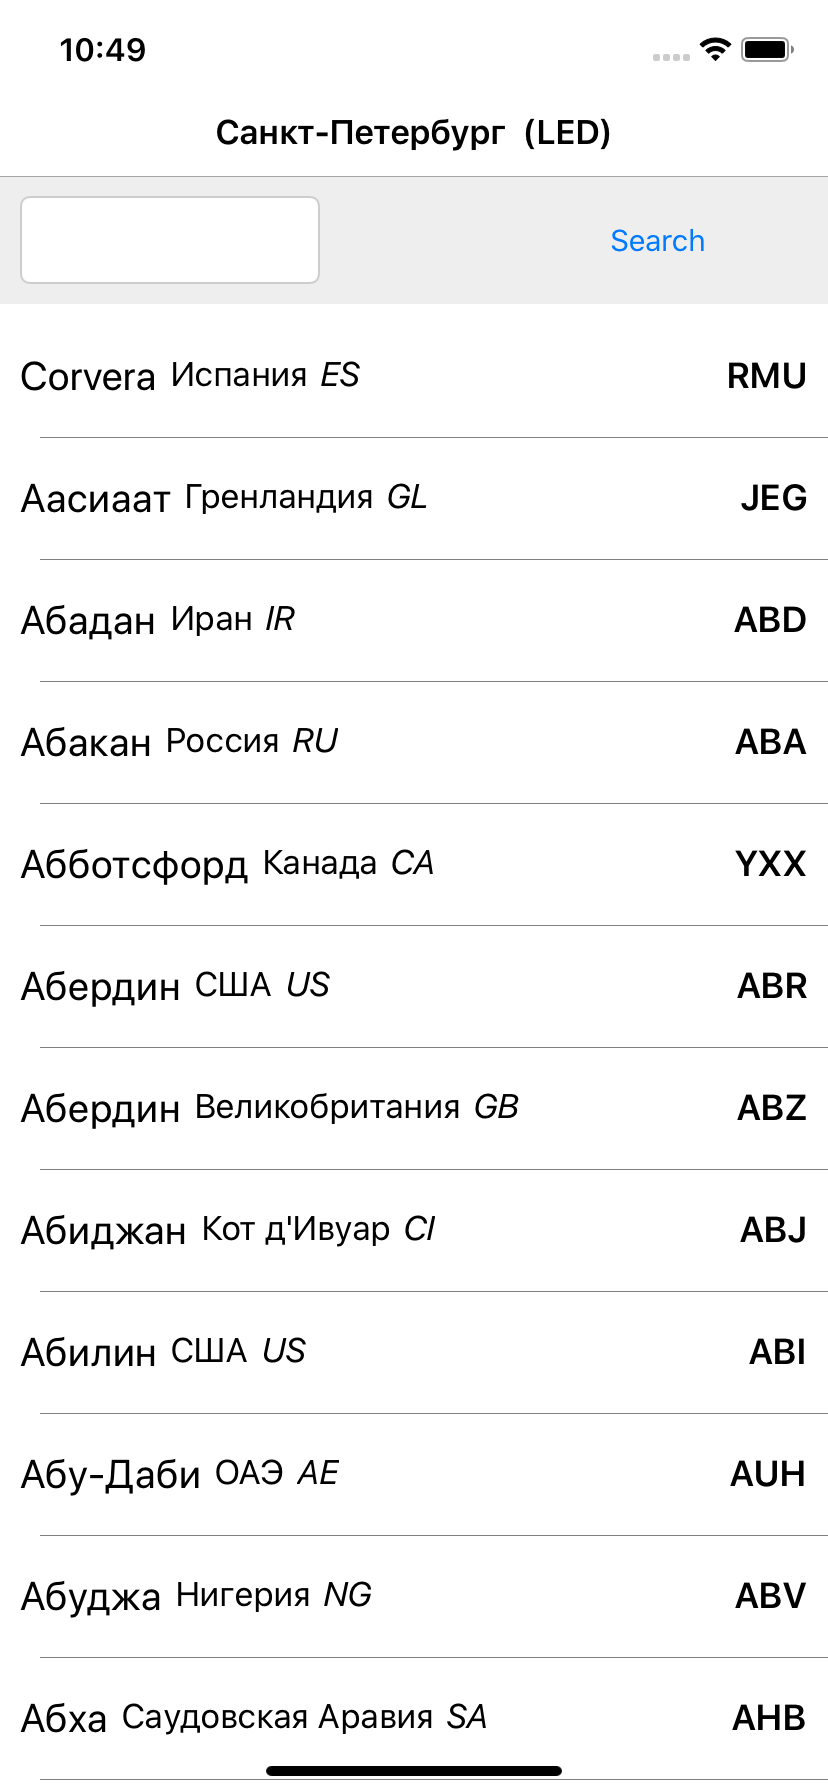 10:49
Санкт-Петербург (LED)
Search
Corvera Испания ES RMU
Аасиаат Гренландия GL JEG
Абадан Иран IR ABD
Абакан Россия RU ABA
Абботсфорд Канада CA YXX
Абердин США US ABR
Абердин Великобритания GB ABZ
Абиджан Кот д'Ивуар CI ABJ
Абилин США US ABI
Абу-Даби ОАЭ AE AUH
Абуджа Нигерия NG ABV
Абха Саудовская Аравия SA AHB